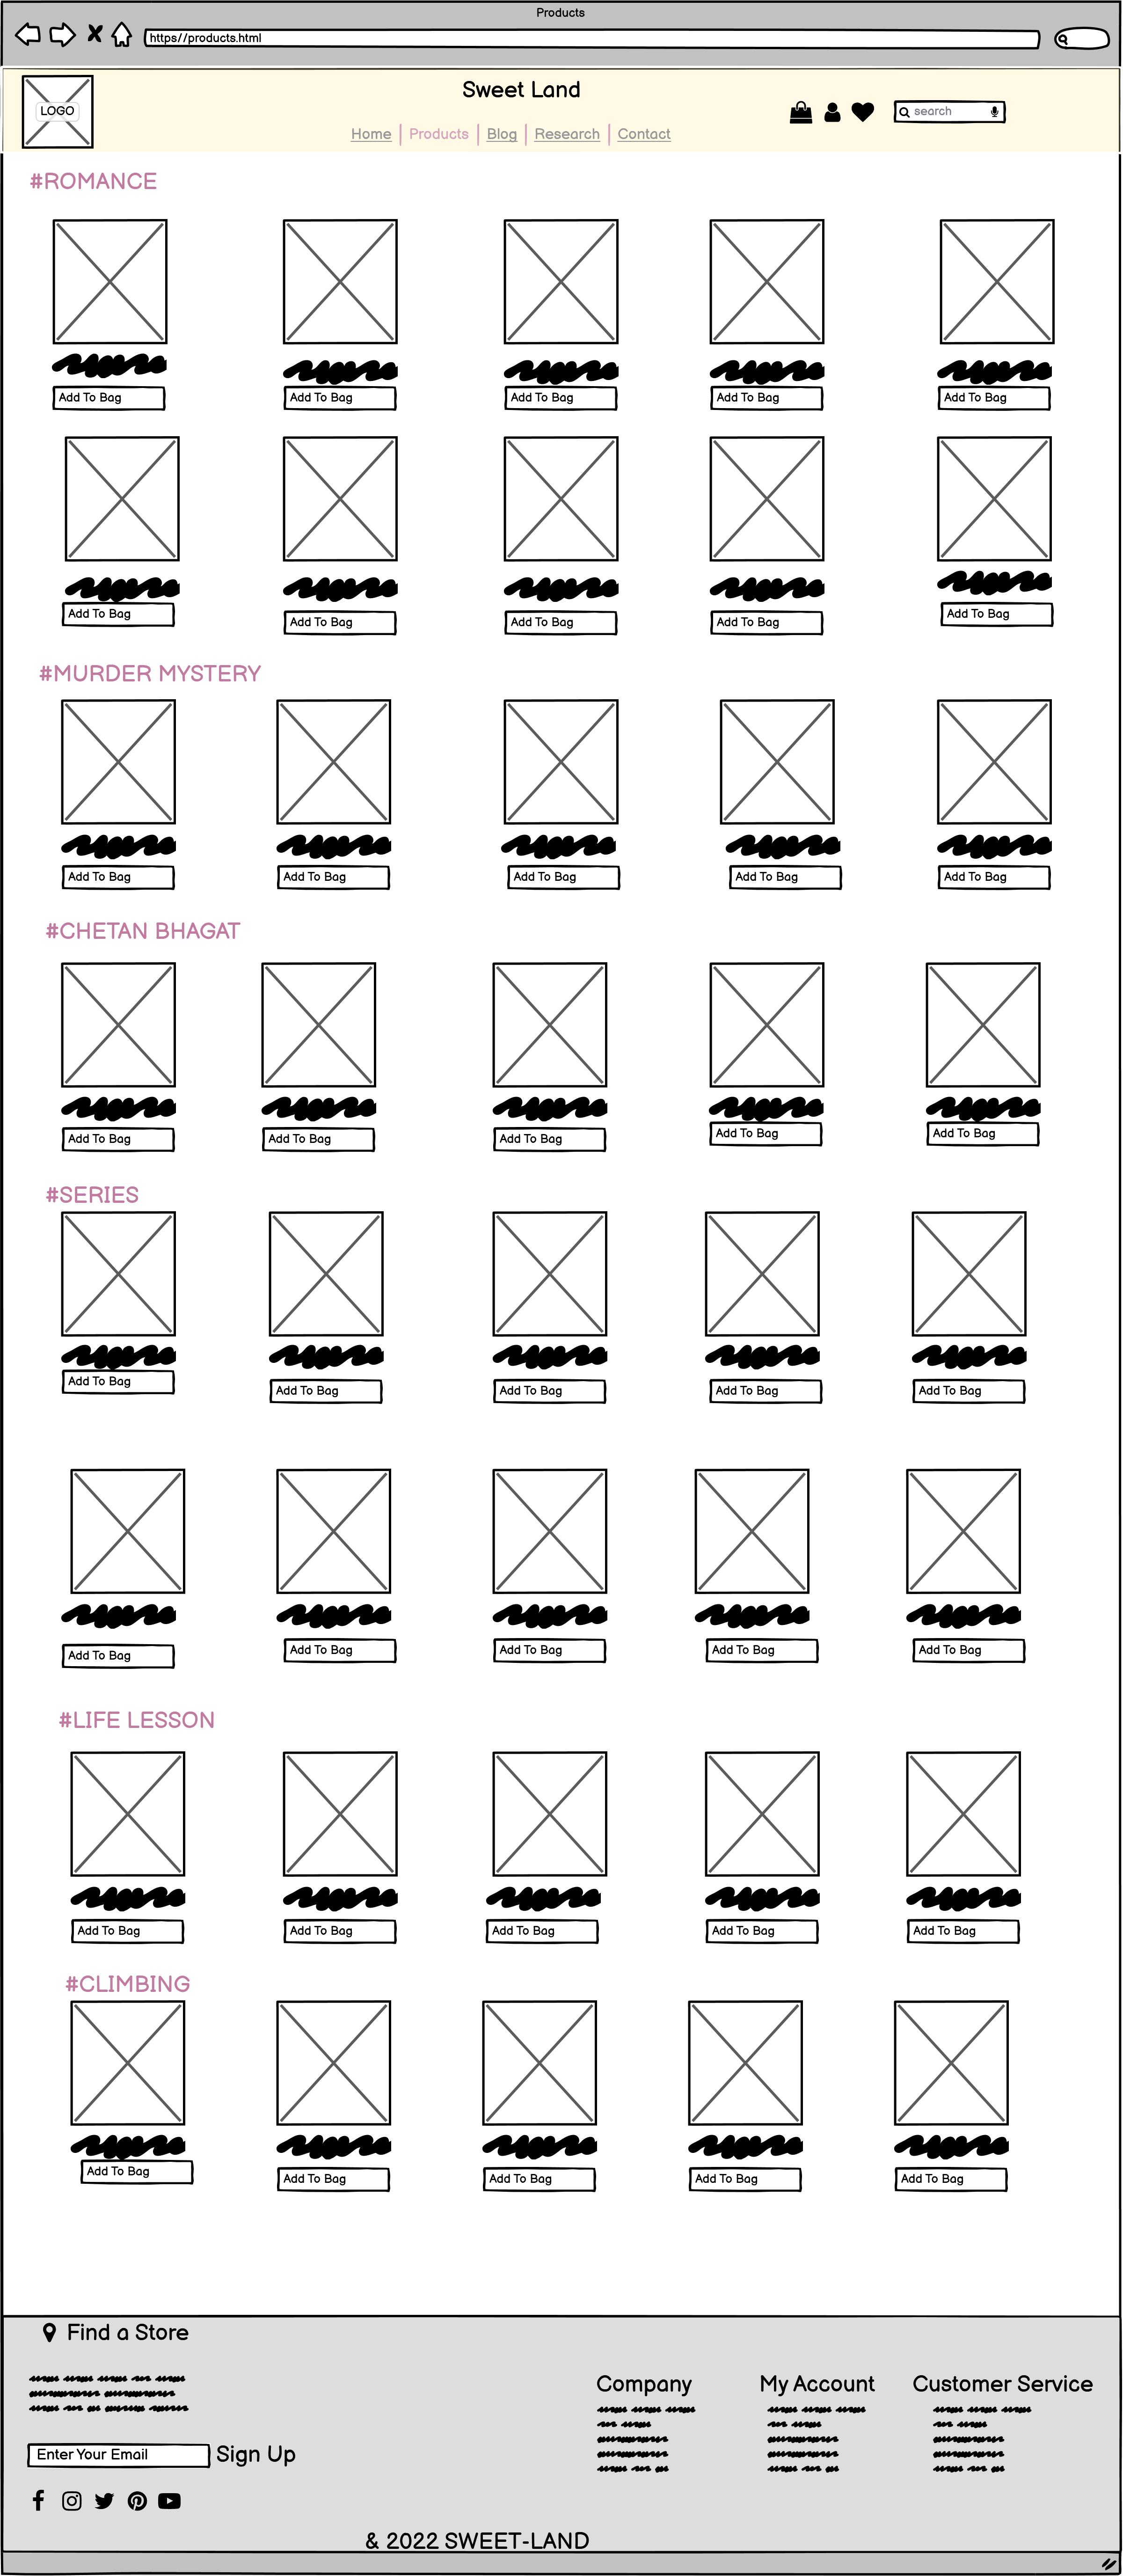 Products
https//products.html
LOGO
Sweet Land
search
Home | Products | Blog | Research | Contact
#ROMANCE
Add To Bag Add To Bag Add To Bag Add To Bag Add To Bag
Add To Bag Add To Bag Add To Bag Add To Bag Add To Bag
#MURDER MYSTERY
Add To Bag Add To Bag Add To Bag Add To Bag Add To Bag
#CHETAN BHAGAT
Add To Bag Add To Bag Add To Bag Add To Bag Add To Bag
#SERIES
Add To Bag Add To Bag Add To Bag Add To Bag Add To Bag
Add To Bag Add To Bag Add To Bag Add To Bag Add To Bag
#LIFE LESSON
Add To Bag Add To Bag Add To Bag Add To Bag Add To Bag
#CLIMBING
Add To Bag Add To Bag Add To Bag Add To Bag Add To Bag
Find a Store
Company My Account Customer Service
Enter Your Email Sign Up
& 2022 SWEET-LAND